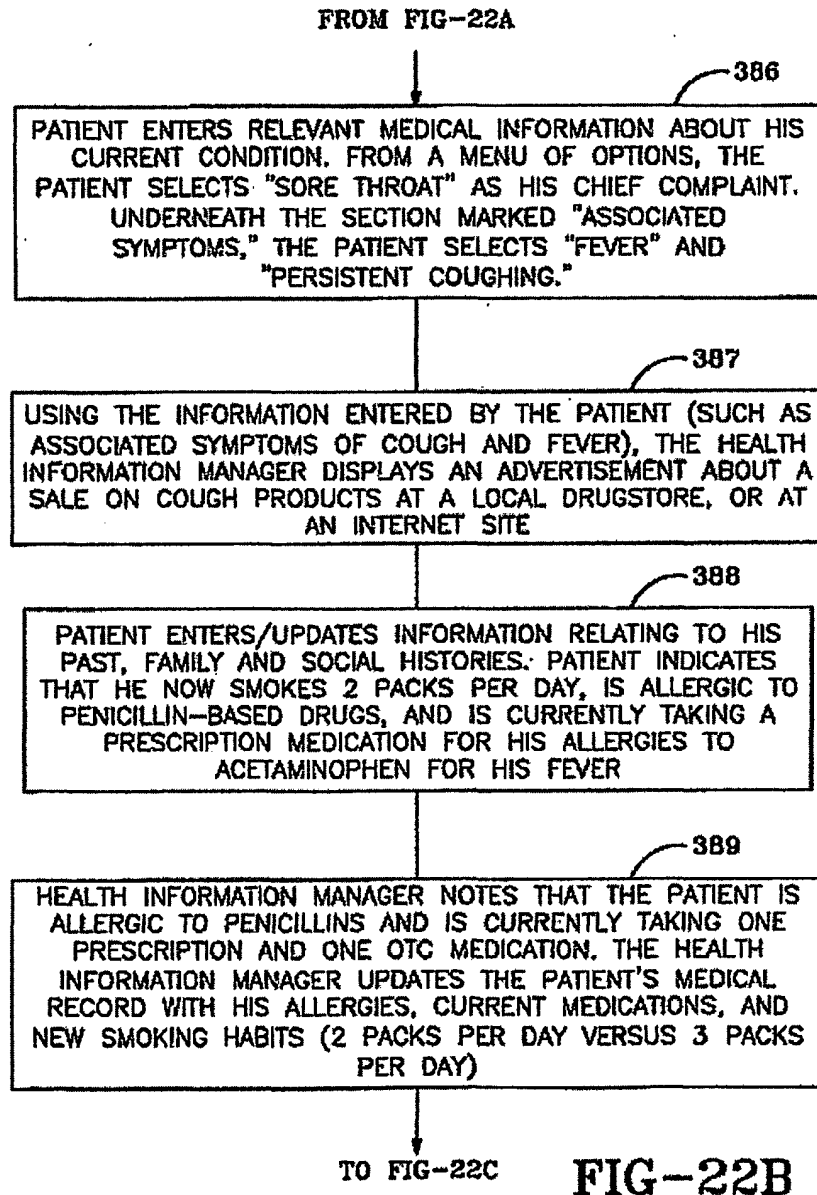 FROM FIG-22A
386
PATIENT ENTERS RELEVANT MEDICAL INFORMATION ABOUT HIS
CURRENT CONDITION. FROM A MENU OF OPTIONS, THE
PATIENT SELECTS "SORE THROAT" AS HIS CHIEF COMPLAINT.
UNDERNEATH THE SECTION MARKED "ASSOCIATED
SYMPTOMS," THE PATIENT SELECTS "FEVER" AND
"PERSISTENT COUGHING."
387
USING THE INFORMATION ENTERED BY THE PATIENT (SUCH AS
ASSOCIATED SYMPTOMS OF COUGH AND FEVER), THE HEALTH
INFORMATION MANAGER DISPLAYS AN ADVERTISEMENT ABOUT A
SALE ON COUGH PRODUCTS AT A LOCAL DRUGSTORE, OR AT
AN INTERNET SITE
388
PATIENT ENTERS/UPDATES INFORMATION RELATING TO HIS
PAST, FAMILY AND SOCIAL HISTORIES. PATIENT INDICATES
THAT HE NOW SMOKES 2 PACKS PER DAY, IS ALLERGIC TO
PENICILLIN-BASED DRUGS, AND IS CURRENTLY TAKING A
PRESCRIPTION MEDICATION FOR HIS ALLERGIES TO
ACETAMINOPHEN FOR HIS FEVER
389
HEALTH INFORMATION MANAGER NOTES THAT THE PATIENT IS
ALLERGIC TO PENICILLINS AND IS CURRENTLY TAKING ONE
PRESCRIPTION AND ONE OTC MEDICATION. THE HEALTH
INFORMATION MANAGER UPDATES THE PATIENT'S MEDICAL
RECORD WITH HIS ALLERGIES, CURRENT MEDICATIONS, AND
NEW SMOKING HABITS (2 PACKS PER DAY VERSUS 3 PACKS
PER DAY)
TO FIG-22C
FIG-22B